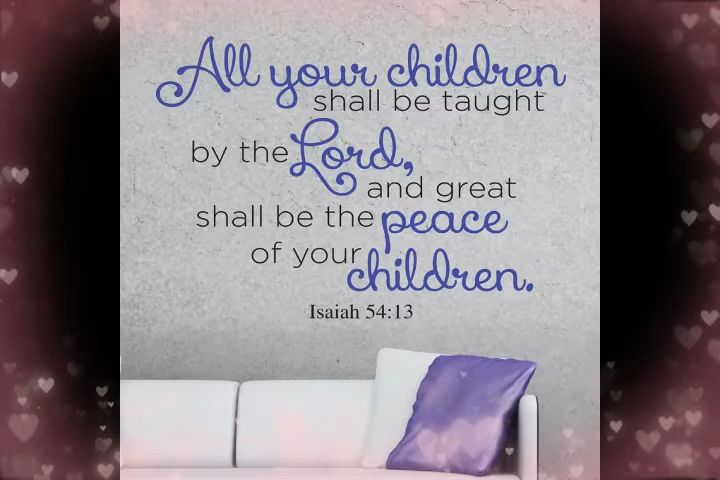 All your children
shall be taught
by the Lord,
and great
shall be the peace
of your
children.
Isaiah 54:13